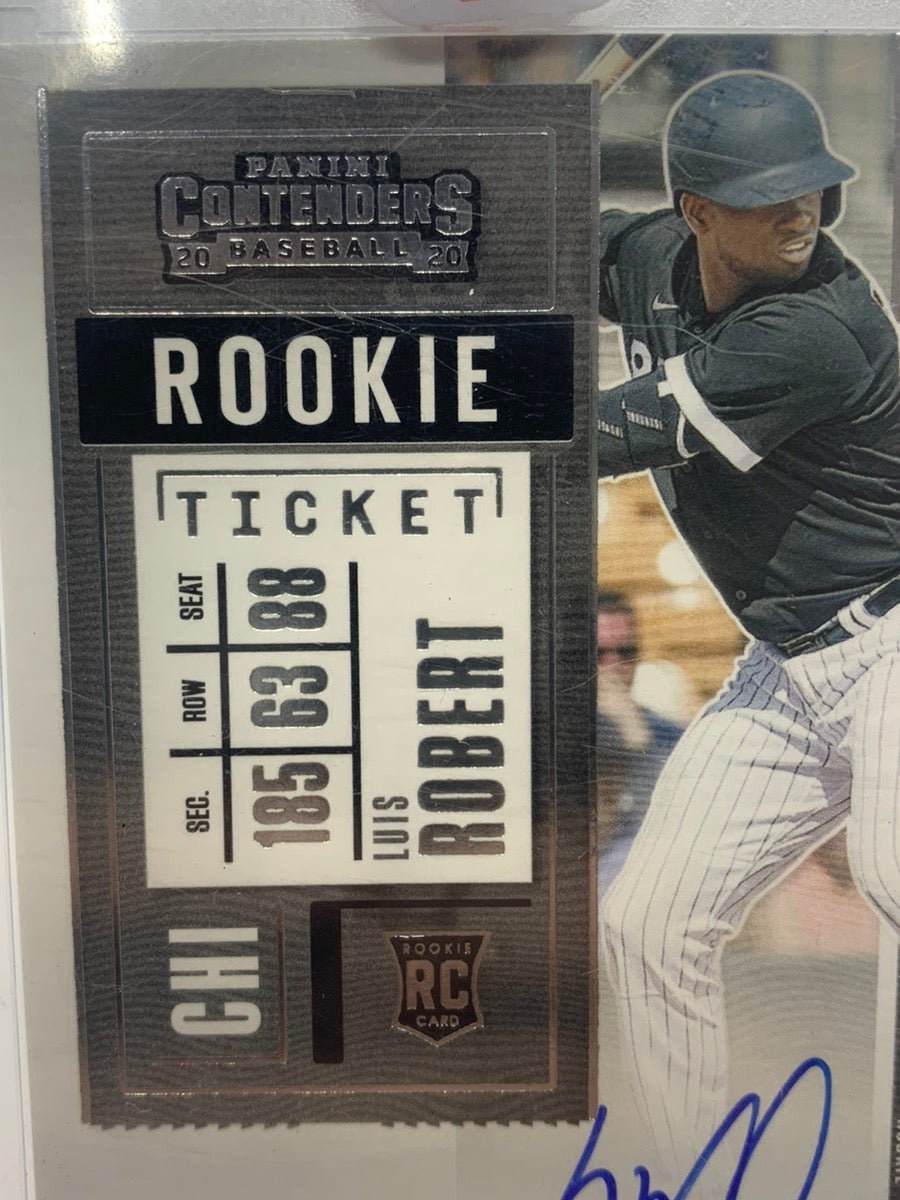 PANINI
CONTENDERS
20 BASEBALL 20
ROOKIE
TICKET
SEAT 88
ROW 63
SEC. 185
LUIS
ROBERT
CHI
ROOKIE
RC
CARD